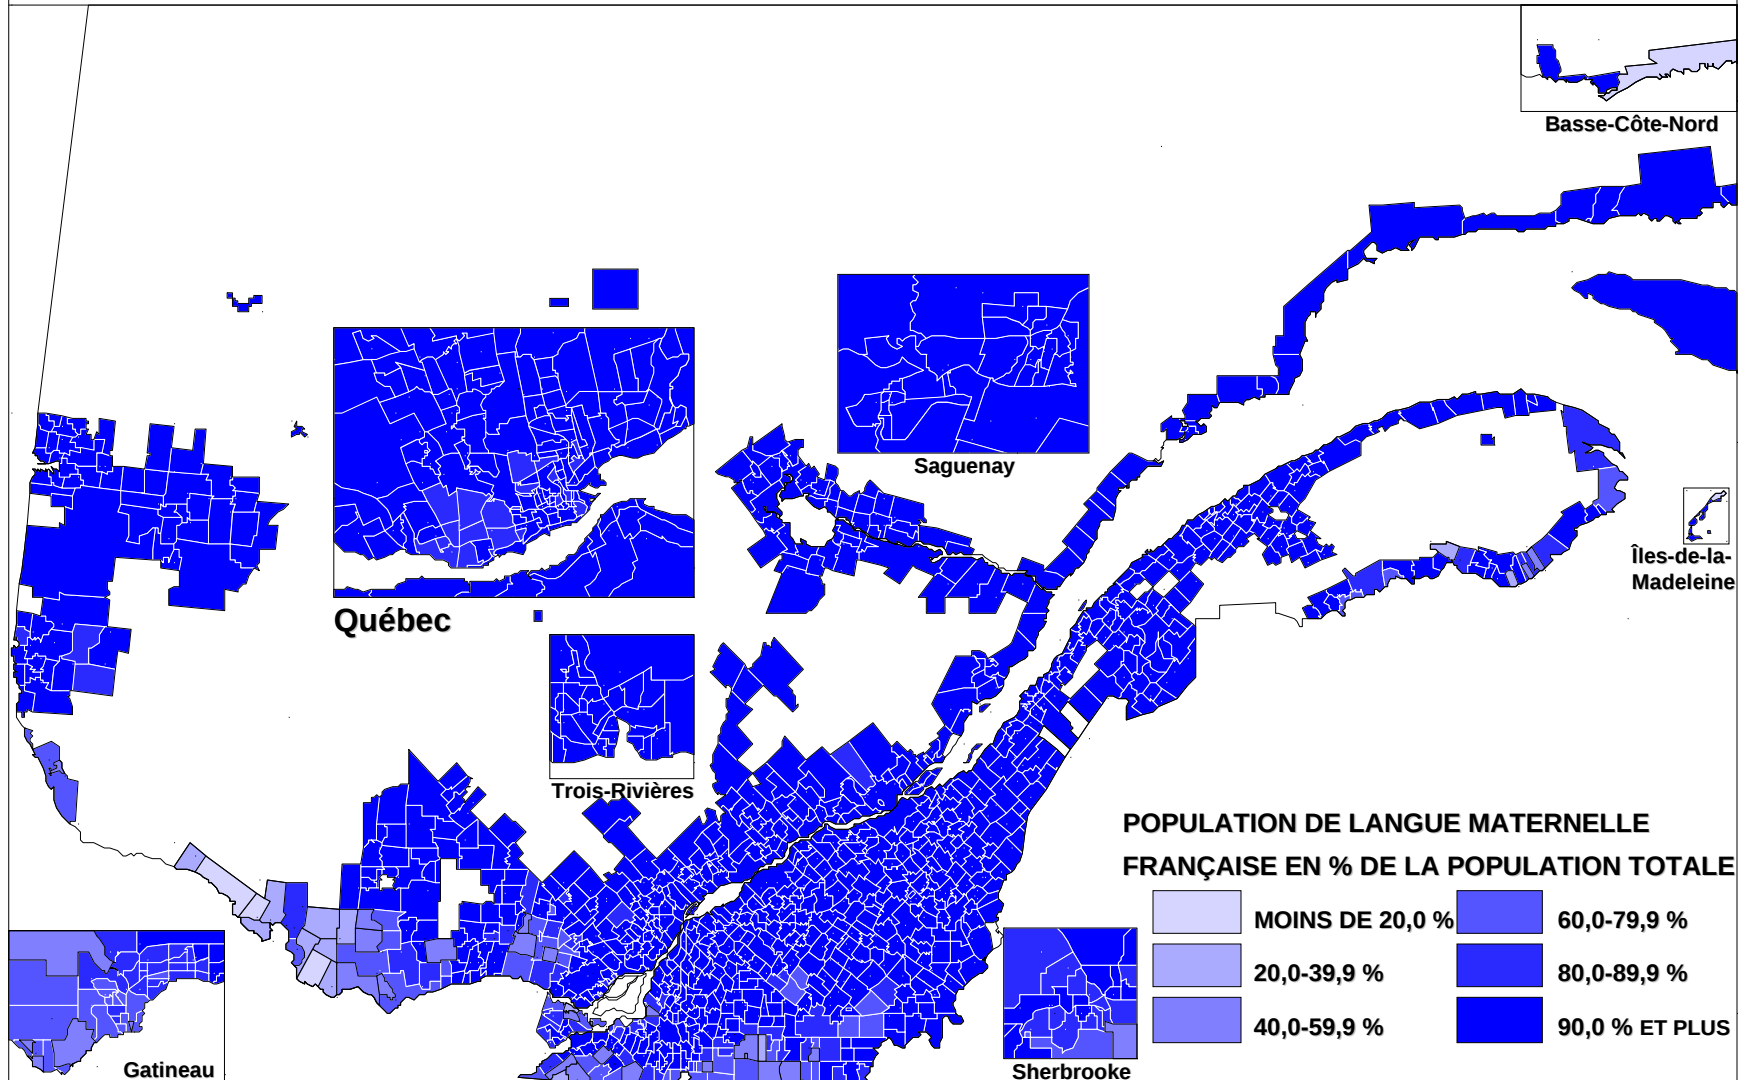 Basse-Côte-Nord
Saguenay
Îles-de-la-
Madeleine
Québec
Trois-Rivières
POPULATION DE LANGUE MATERNELLE
FRANÇAISE EN % DE LA POPULATION TOTALE
MOINS DE 20,0 %
60,0-79,9 %
20,0-39,9 %
80,0-89,9 %
40,0-59,9 %
90,0 % ET PLUS
Gatineau
Sherbrooke